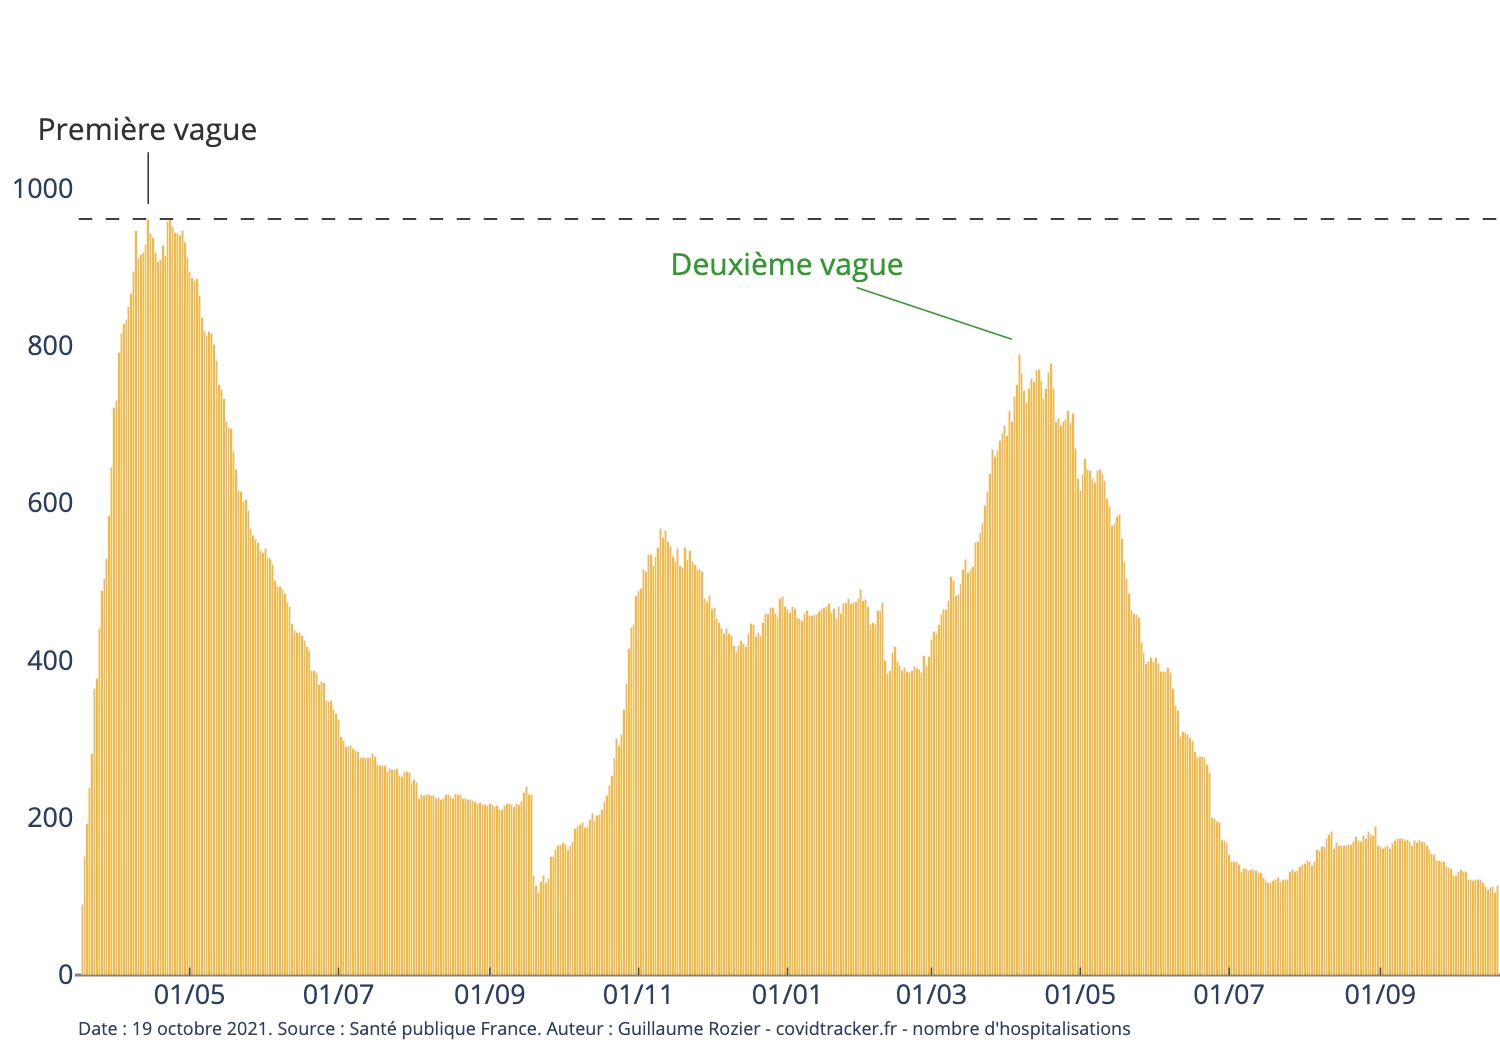 Première vague
1000
Deuxième vague
800
600
400
200
0
01/05 01/07 01/09 01/11 01/01 01/03 01/05 01/07 01/09
Date : 19 octobre 2021. Source : Santé publique France. Auteur : Guillaume Rozier - covidtracker.fr - nombre d'hospitalisations